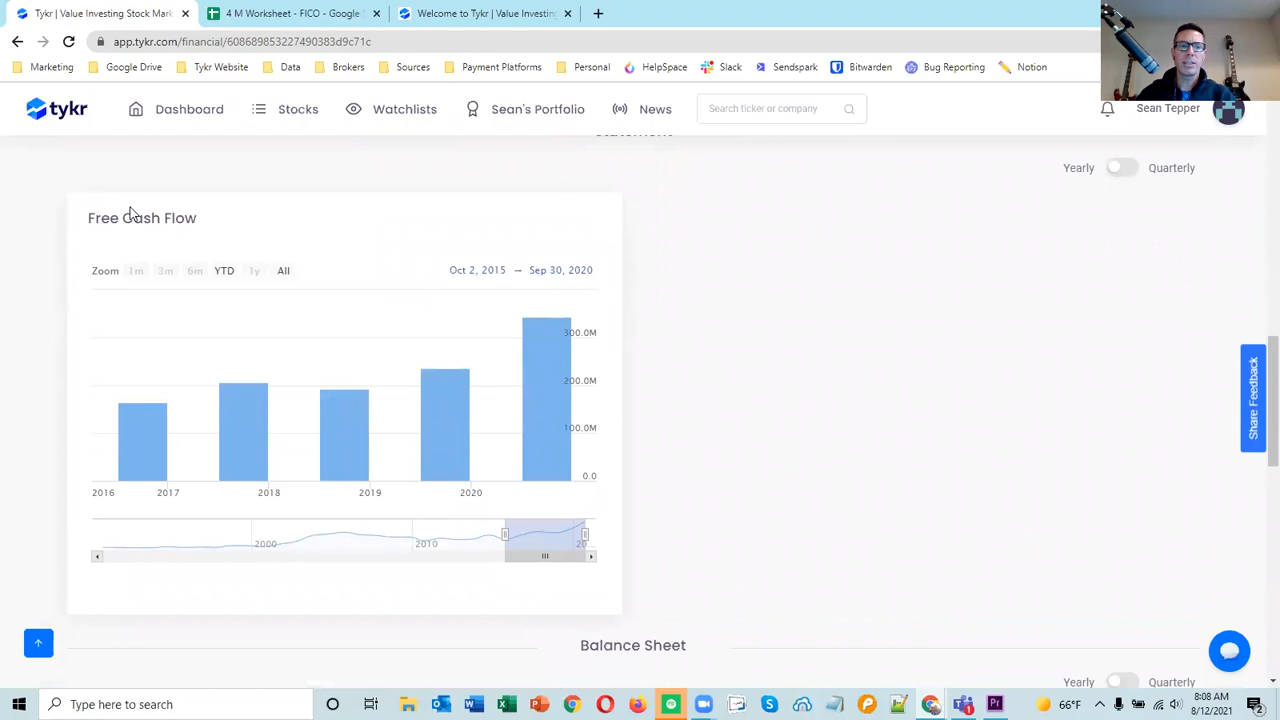 Tykr | Value Investing Stock Mark
4 M Worksheet - FICO - Google
Welcome to Tykr | Value Investing
app.tykr.com/financial/608689853227490383d9c71c
Marketing
Google Drive
Tykr Website
Data
Brokers
Sources
Payment Platforms
Personal
HelpSpace
Slack
Sendspark
Bitwarden
Bug Reporting
Notion
tykr
Dashboard
Stocks
Watchlists
Sean's Portfolio
News
Search ticker or company
Sean Tepper
Statement
Yearly
Quarterly
Free Cash Flow
Zoom 1m 3m 6m YTD 1y All
Oct 2, 2015 → Sep 30, 2020
300.0M
200.0M
100.0M
0.0
2016 2017 2018 2019 2020
2000 2010 20
Share Feedback
Balance Sheet
Yearly
Quarterly
Type here to search
66°F
8:08 AM
8/12/2021